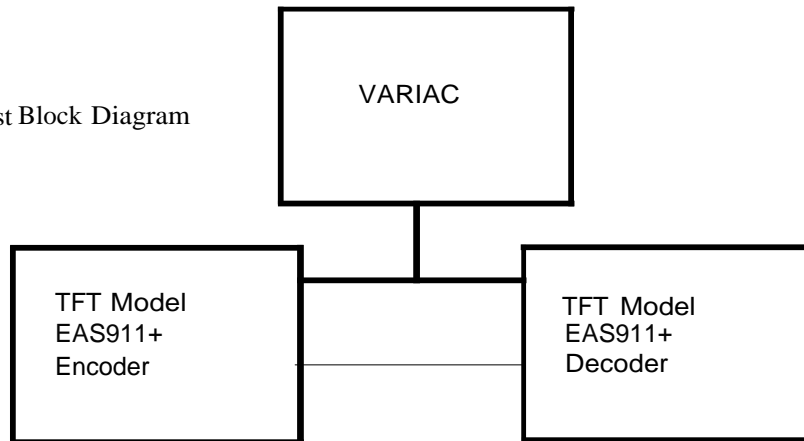 VARIAC
st Block Diagram
TFT Model
EAS911+
Encoder
TFT Model
EAS911+
Decoder